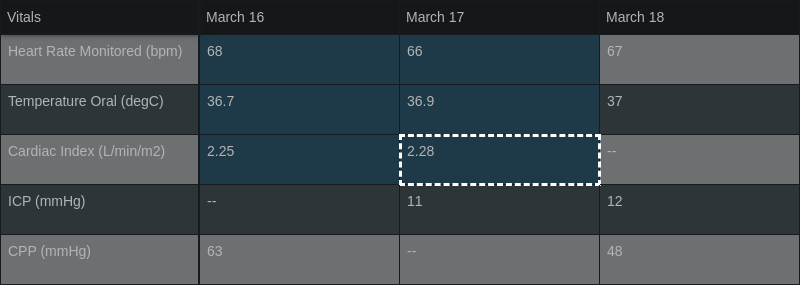 Vitals March 16 March 17 March 18
Heart Rate Monitored (bpm) 68 66 67
Temperature Oral (degC) 36.7 36.9 37
Cardiac Index (L/min/m2) 2.25 2.28 --
ICP (mmHg) -- 11 12
CPP (mmHg) 63 -- 48